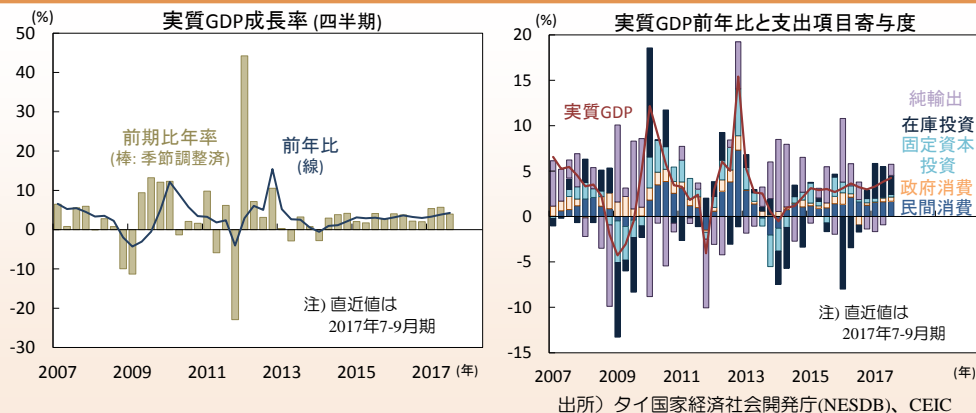 実質GDP成長率 (四半期)
(%)
50
40
30
20
10
0
-10
-20
-30
前期比年率
(棒: 季節調整済)
前年比
(線)
注) 直近値は
2017年7-9月期
2007 2009 2011 2013 2015 2017 (年)
実質GDP前年比と支出項目寄与度
(%)
20
15
10
5
0
-5
-10
-15
実質GDP
純輸出
在庫投資
固定資本
投資
政府消費
民間消費
注) 直近値は
2017年7-9月期
2007 2009 2011 2013 2015 2017
(年)
出所）タイ国家経済社会開発庁(NESDB)、CEIC